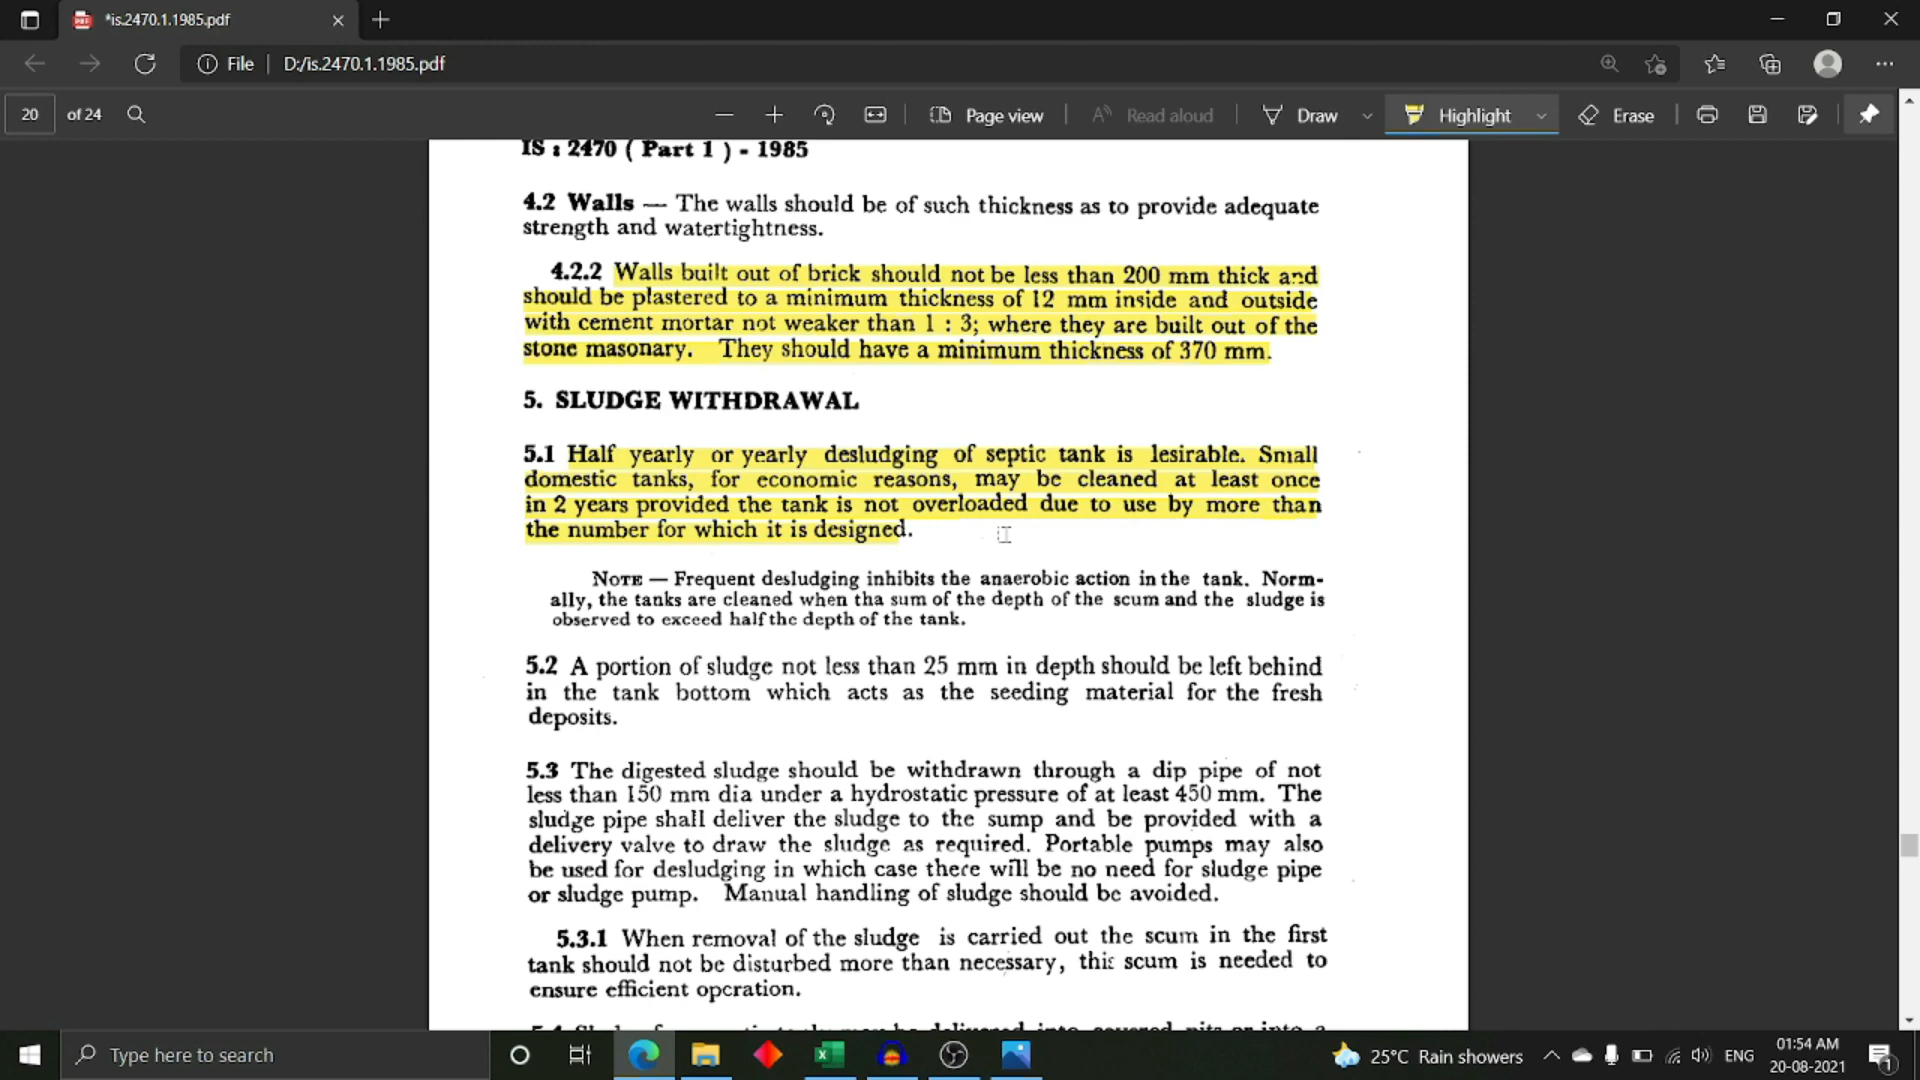 *is.2470.1.1985.pdf
File | D:/is.2470.1.1985.pdf
20 of 24 Page view Read aloud Draw Highlight Erase
IS : 2470 ( Part 1 ) - 1985
4.2 Walls — The walls should be of such thickness as to provide adequate
strength and watertightness.
4.2.2 Walls built out of brick should not be less than 200 mm thick and
should be plastered to a minimum thickness of 12 mm inside and outside
with cement mortar not weaker than 1 : 3; where they are built out of the
stone masonary. They should have a minimum thickness of 370 mm.
5. SLUDGE WITHDRAWAL
5.1 Half yearly or yearly desludging of septic tank is lesirable. Small
domestic tanks, for economic reasons, may be cleaned at least once
in 2 years provided the tank is not overloaded due to use by more than
the number for which it is designed.
NOTE — Frequent desludging inhibits the anaerobic action in the tank. Norm-
ally, the tanks are cleaned when tha sum of the depth of the scum and the sludge is
observed to exceed half the depth of the tank.
5.2 A portion of sludge not less than 25 mm in depth should be left behind
in the tank bottom which acts as the seeding material for the fresh
deposits.
5.3 The digested sludge should be withdrawn through a dip pipe of not
less than 150 mm dia under a hydrostatic pressure of at least 450 mm. The
sludge pipe shall deliver the sludge to the sump and be provided with a
delivery valve to draw the sludge as required. Portable pumps may also
be used for desludging in which case there will be no need for sludge pipe
or sludge pump. Manual handling of sludge should be avoided.
5.3.1 When removal of the sludge is carried out the scum in the first
tank should not be disturbed more than necessary, this scum is needed to
ensure efficient operation.
Type here to search 25°C Rain showers ENG 01:54 AM
20-08-2021